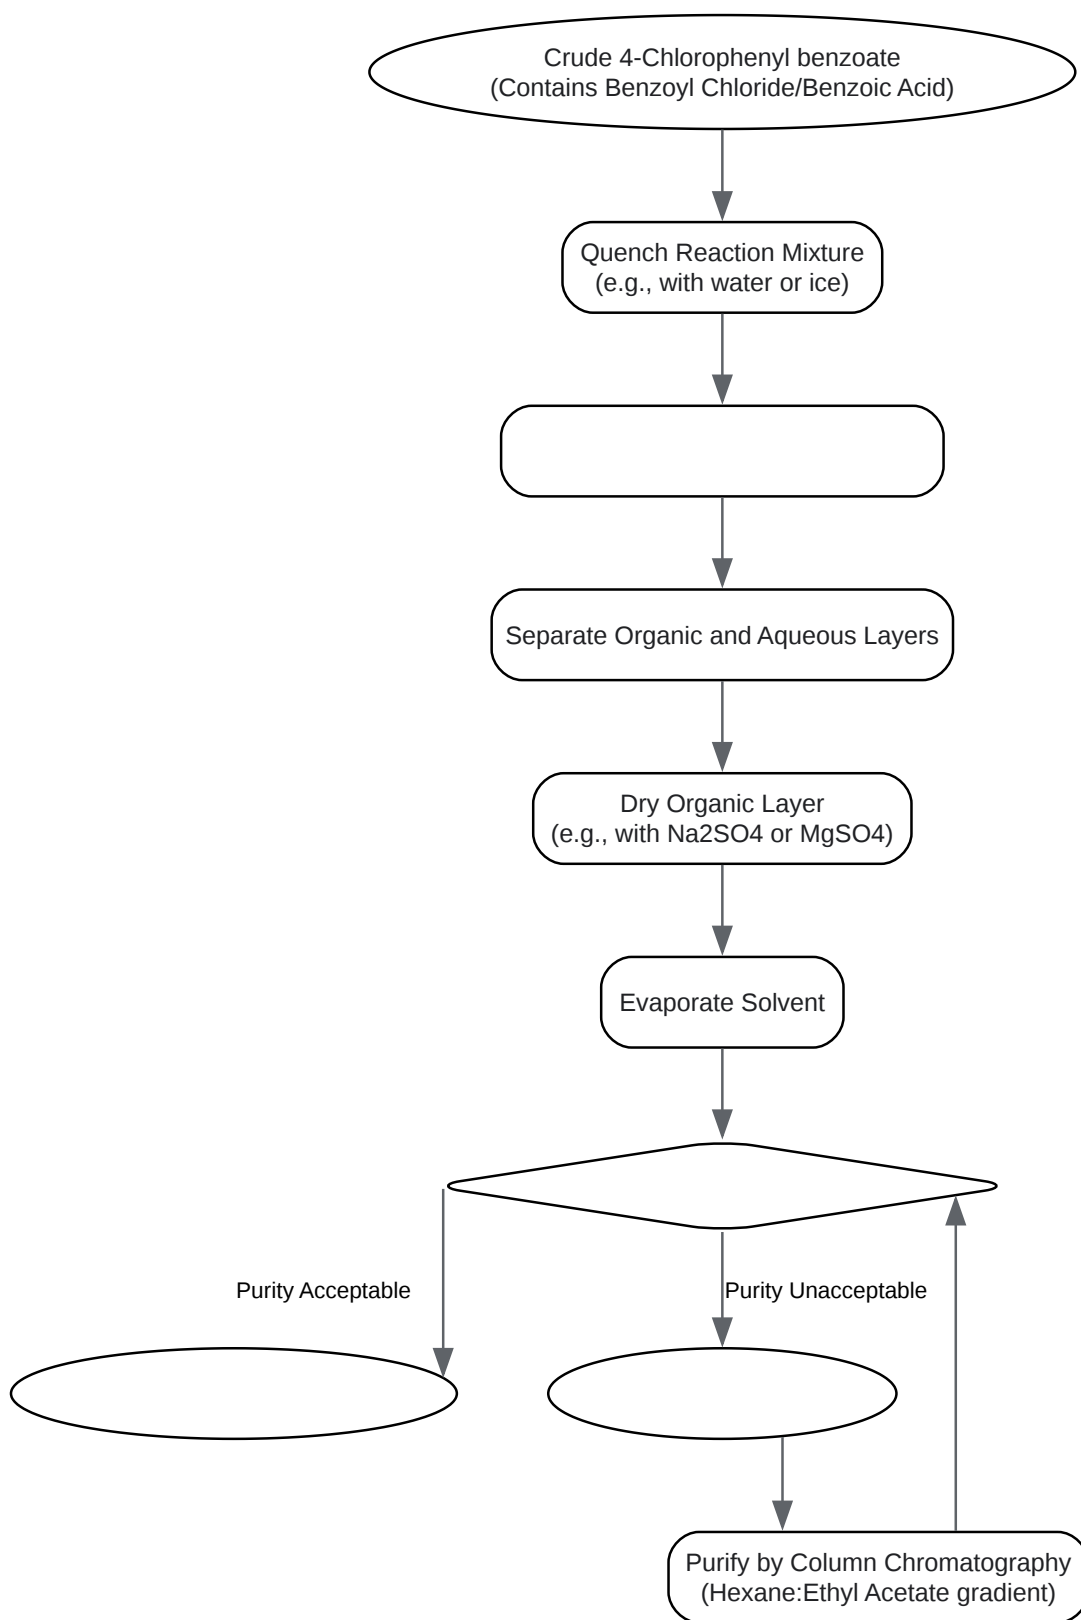 Crude 4-Chlorophenyl benzoate
(Contains Benzoyl Chloride/Benzoic Acid)
Quench Reaction Mixture
(e.g., with water or ice)
Separate Organic and Aqueous Layers
Dry Organic Layer
(e.g., with Na2SO4 or MgSO4)
Evaporate Solvent
Purity Acceptable
Purity Unacceptable
Purify by Column Chromatography
(Hexane:Ethyl Acetate gradient)